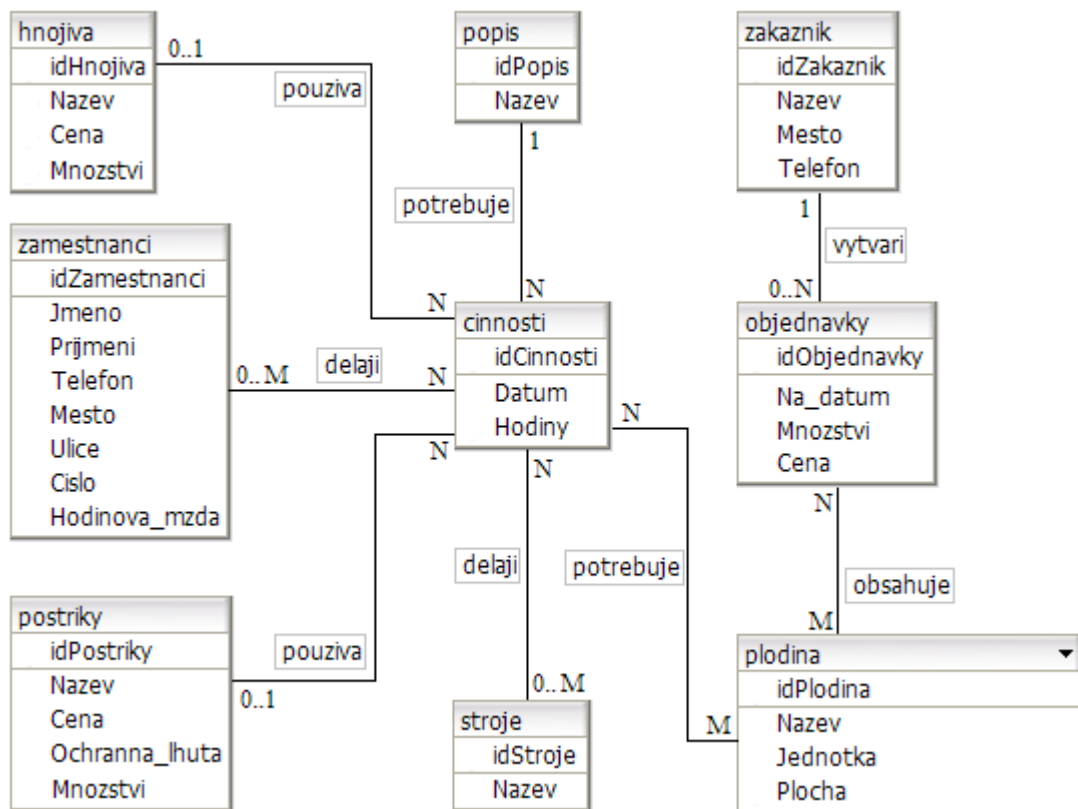 hnojiva
idHnojiva
Nazev
Cena
Mnozstvi
0..1
pouziva
N
popis
idPopis
Nazev
1
potrebuje
N
zakaznik
idZakaznik
Nazev
Mesto
Telefon
1
vytvari
0..N
zamestnanci
idZamestnanci
Jmeno
Prijmeni
Telefon
Mesto
Ulice
Cislo
Hodinova_mzda
0..M
delaji
N
cinnosti
idCinnosti
Datum
Hodiny
objednavky
idObjednavky
Na_datum
Mnozstvi
Cena
N
obsahuje
M
postriky
idPostriky
Nazev
Cena
Ochranna_lhuta
Mnozstvi
0..1
pouziva
N
N
delaji
0..M
stroje
idStroje
Nazev
N
potrebuje
M
plodina
idPlodina
Nazev
Jednotka
Plocha